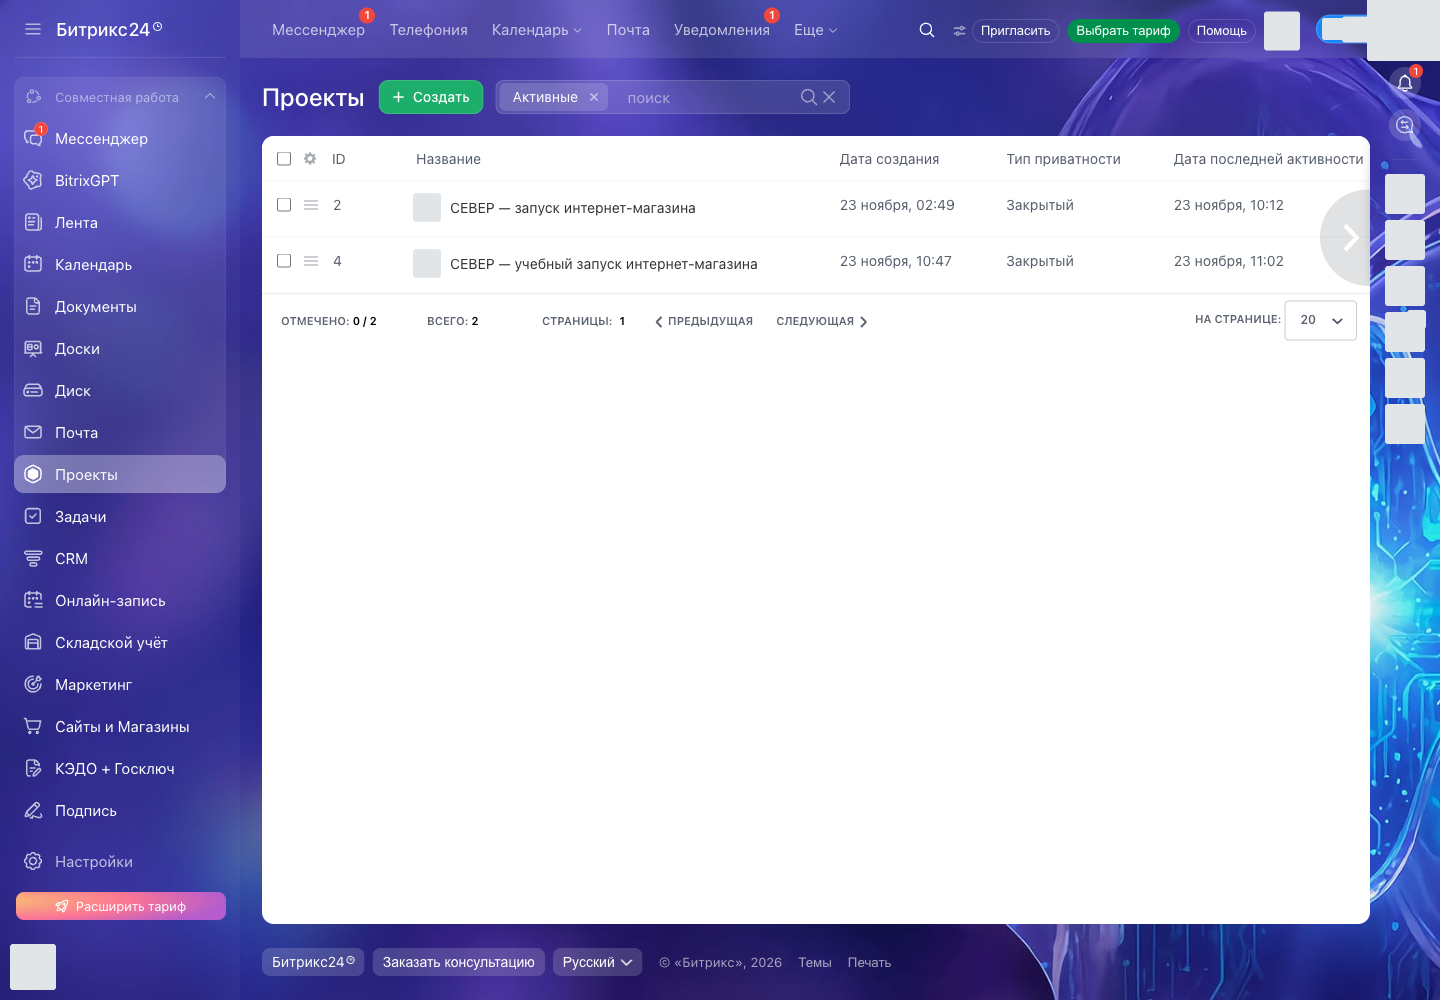 Битрикс24
Мессенджер 1
Телефония
Календарь
Почта
Уведомления 1
Еще
Пригласить
Выбрать тариф
Помощь
1
Совместная работа
1
Мессенджер
BitrixGPT
Лента
Календарь
Документы
Доски
Диск
Почта
Проекты
Задачи
CRM
Онлайн-запись
Складской учёт
Маркетинг
Сайты и Магазины
КЭДО + Госключ
Подпись
Настройки
Расширить тариф
Проекты
+ Создать
Активные ×
поиск
ID Название Дата создания Тип приватности Дата последней активности
2 СЕВЕР — запуск интернет-магазина 23 ноября, 02:49 Закрытый 23 ноября, 10:12
4 СЕВЕР — учебный запуск интернет-магазина 23 ноября, 10:47 Закрытый 23 ноября, 11:02
ОТМЕЧЕНО: 0 / 2 ВСЕГО: 2 СТРАНИЦЫ: 1 ПРЕДЫДУЩАЯ СЛЕДУЮЩАЯ НА СТРАНИЦЕ: 20
Битрикс24 Заказать консультацию Русский © «Битрикс», 2026 Темы Печать